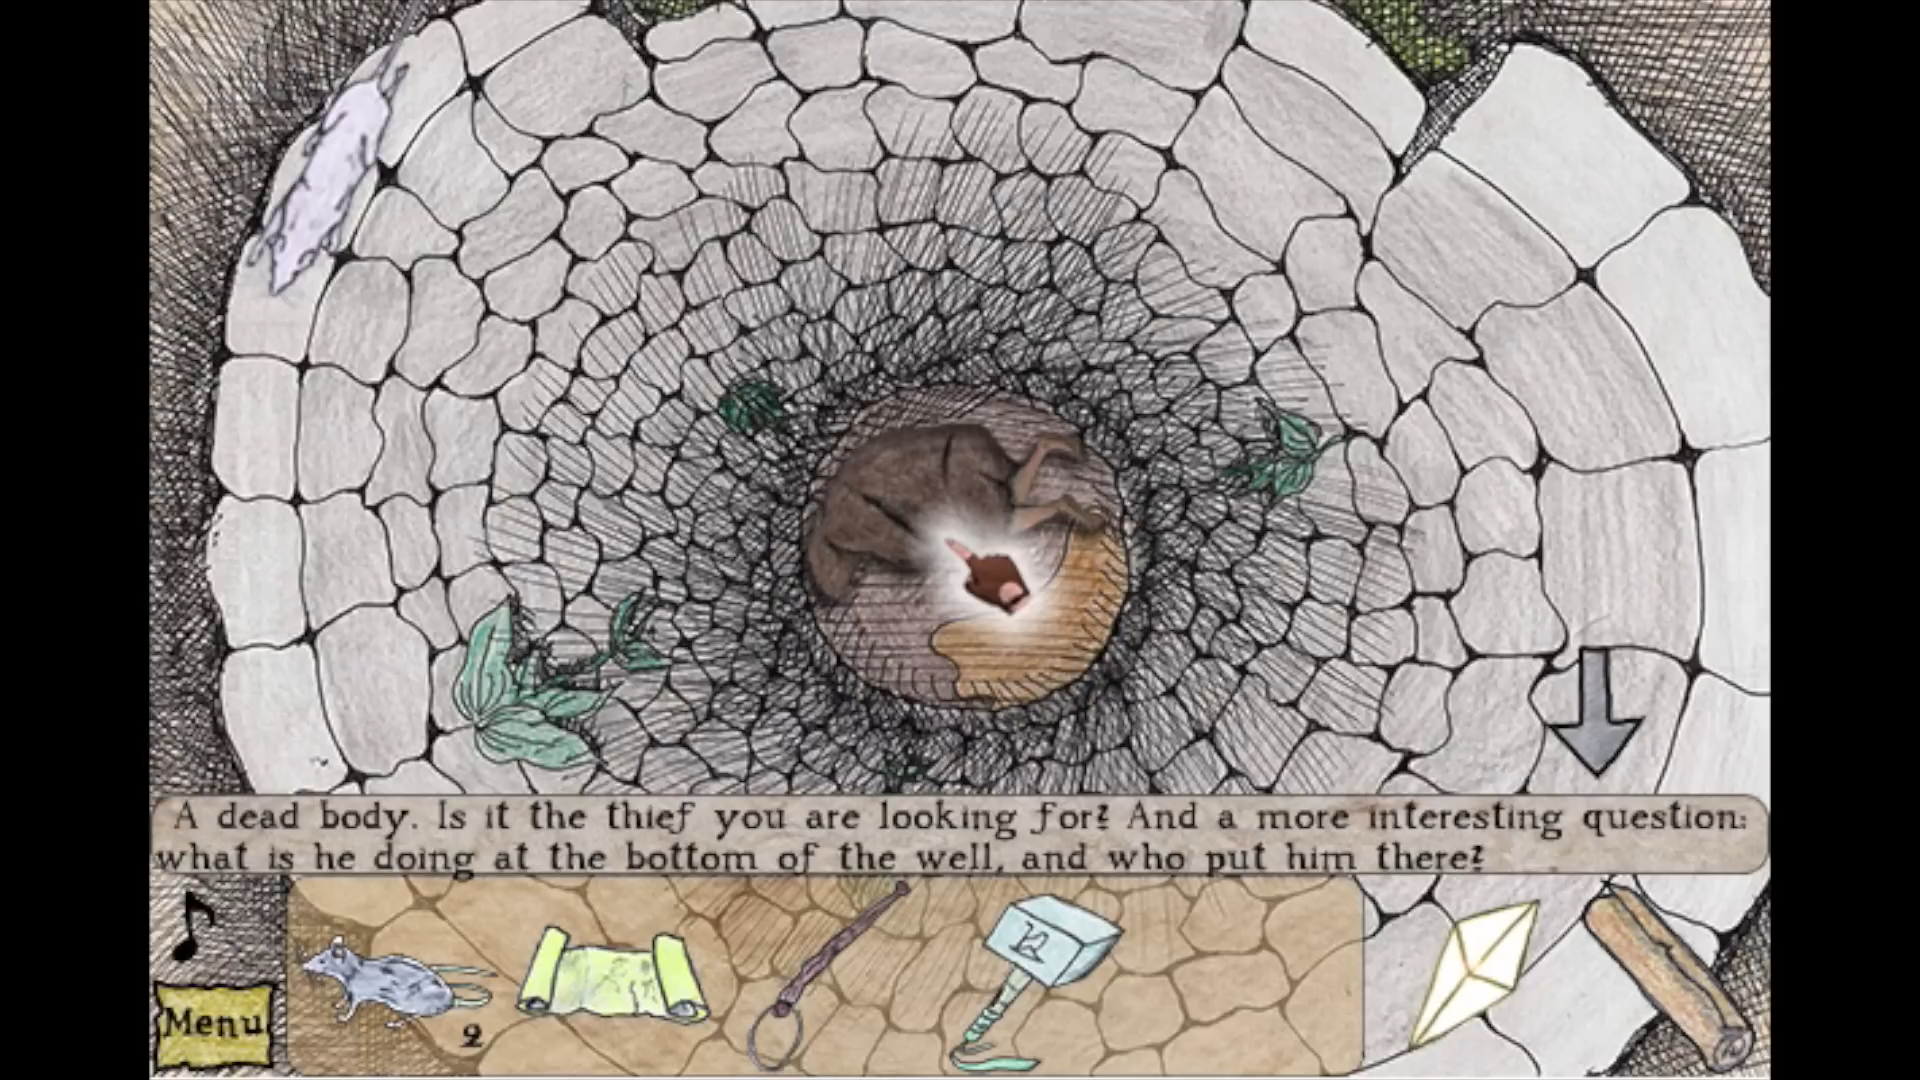 A dead body. Is it the thief you are looking for? And a more interesting question:
what is he doing at the bottom of the well, and who put him there?
Menu
2